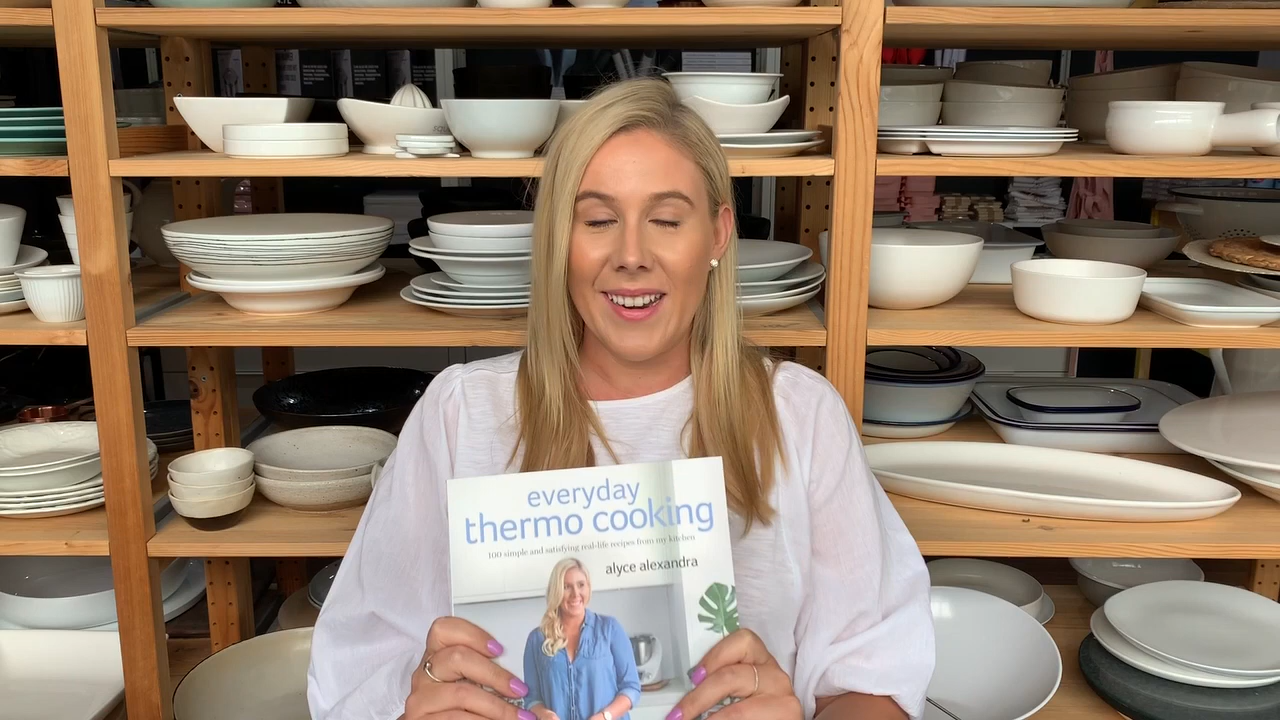 everyday
thermo cooking
100 simple and satisfying real-life recipes from my kitchen
alyce alexandra